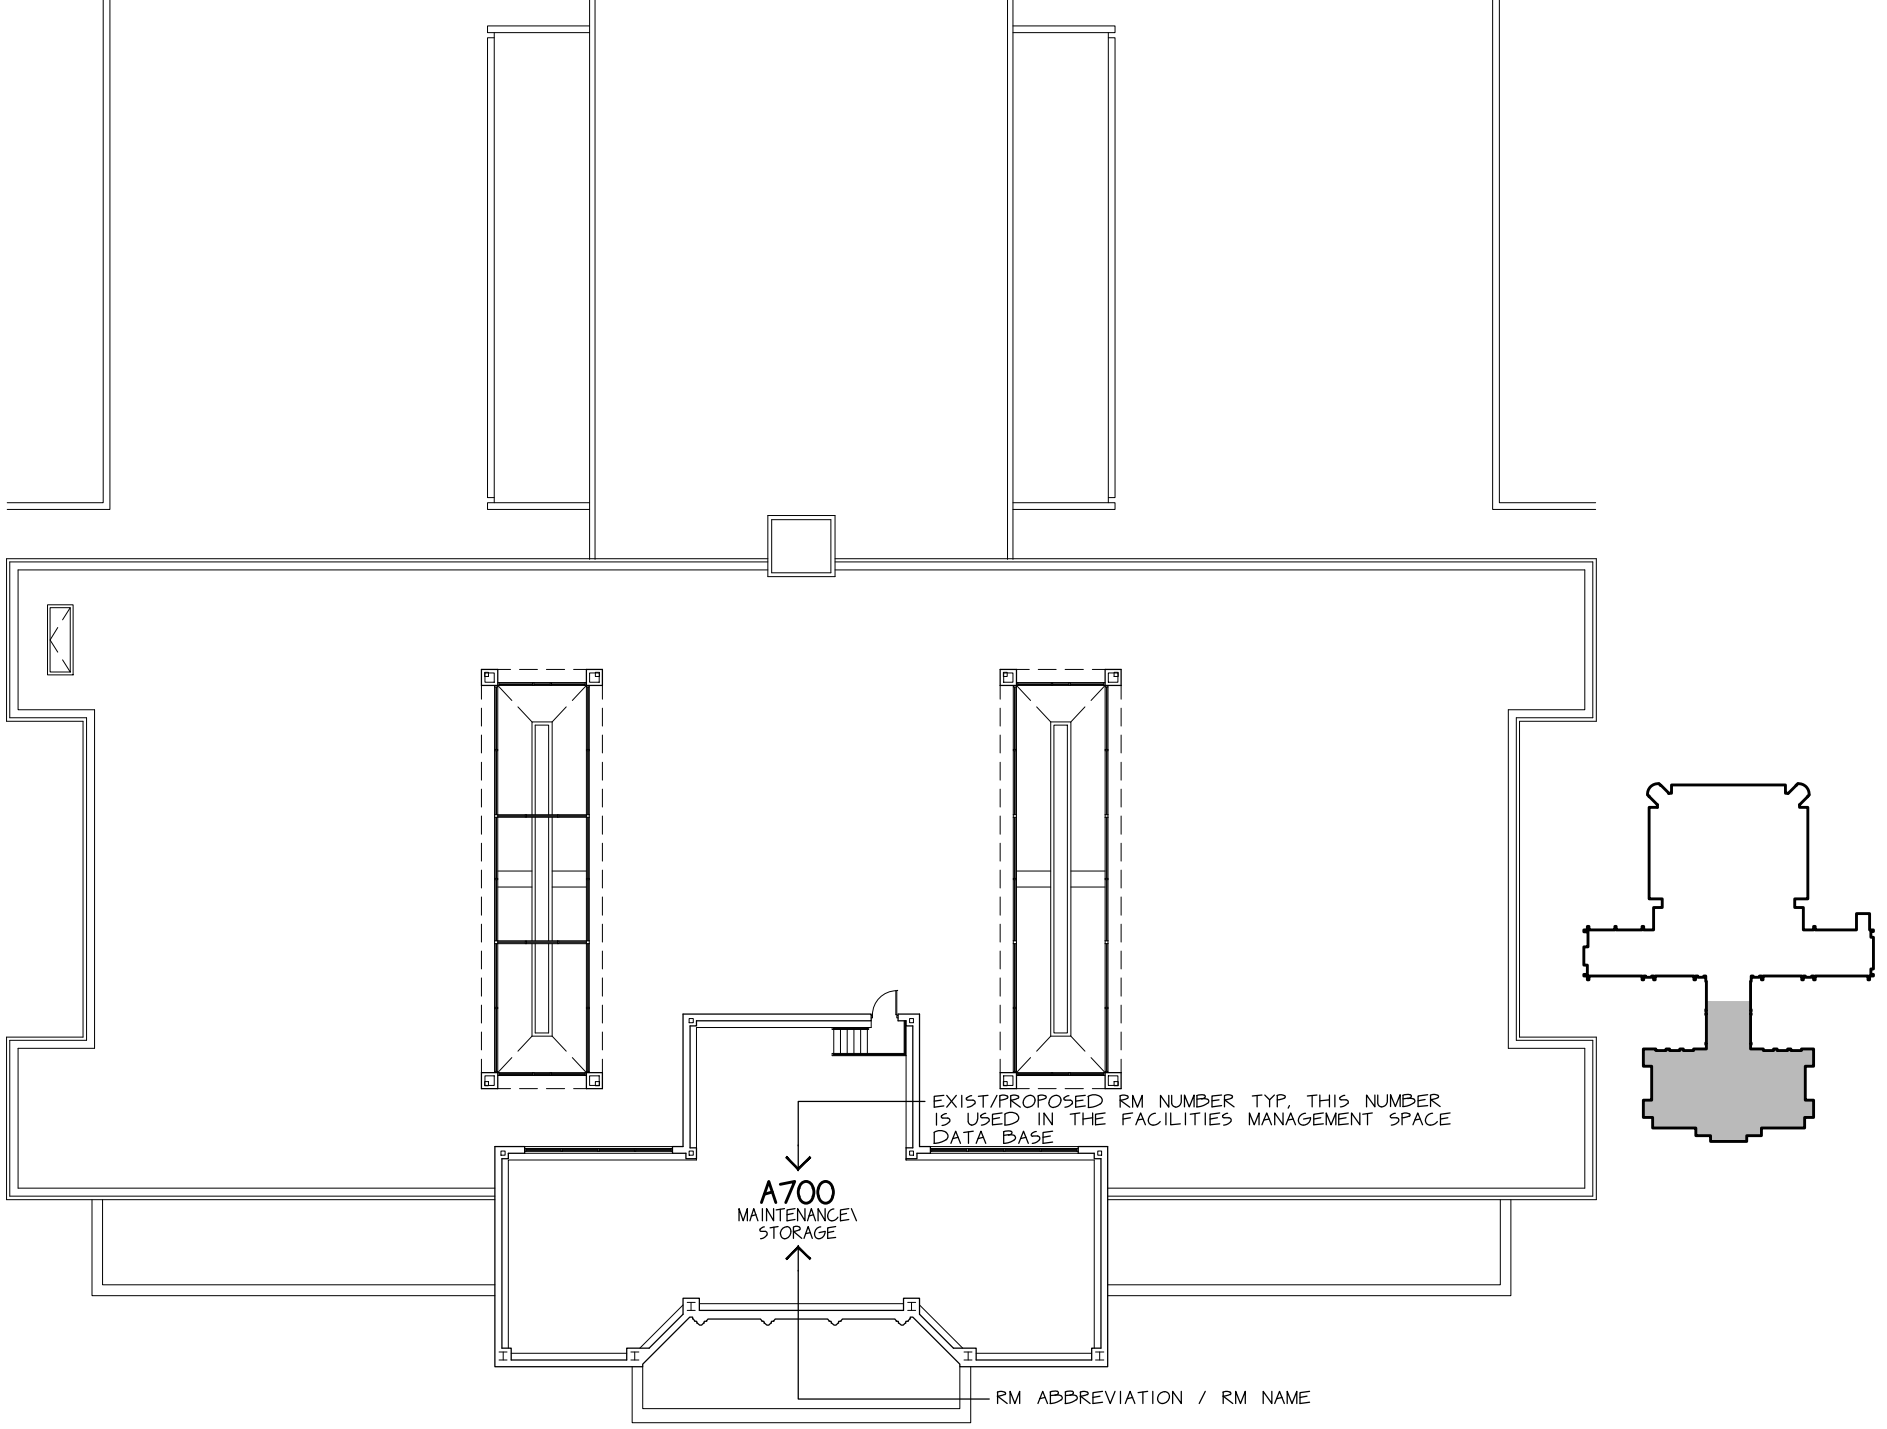 EXIST/PROPOSED RM NUMBER TYP, THIS NUMBER
IS USED IN THE FACILITIES MANAGEMENT SPACE
DATA BASE
A700
MAINTENANCE\
STORAGE
RM ABBREVIATION / RM NAME